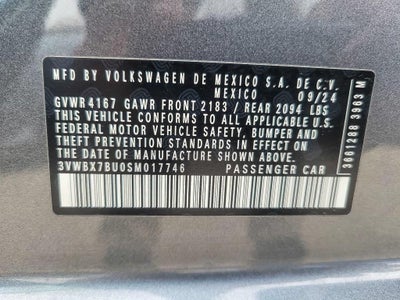 MFD BY VOLKSWAGEN DE MEXICO S.A. DE C.V.
MEXICO 09/24
GVWR 4167 GAWR FRONT 2183 / REAR 2094 LBS
THIS VEHICLE CONFORMS TO ALL APPLICABLE U.S.
FEDERAL MOTOR VEHICLE SAFETY, BUMPER AND
THEFT PREVENTION STANDARDS IN EFFECT ON
THE DATE OF MANUFACTURE SHOWN ABOVE.
3VWBX7BU0SM017746 PASSENGER CAR
3601288 3963 M